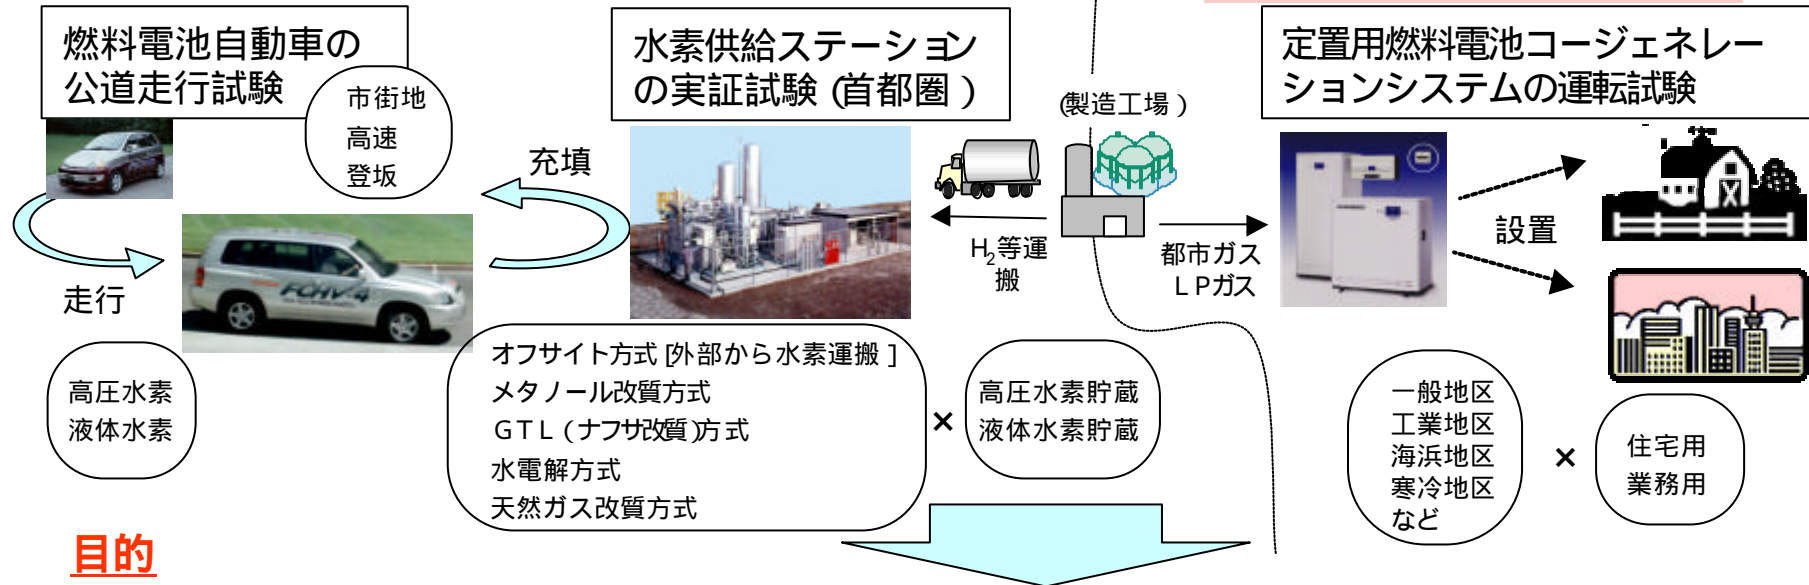 燃料電池自動車の
公道走行試験
市街地
高速
登坂
走行
FCHV-4
高圧水素
液体水素
充填
水素供給ステーション
の実証試験 (首都圏)
オフサイト方式 [外部から水素運搬]
メタノール改質方式
GTL (ナフサ改質)方式
水電解方式
天然ガス改質方式
×
高圧水素貯蔵
液体水素貯蔵
(製造工場)
H2等運
搬
都市ガス
LPガス
定置用燃料電池コージェネレー
ションシステムの運転試験
設置
一般地区
工業地区
海浜地区
寒冷地区
など
×
住宅用
業務用
目的